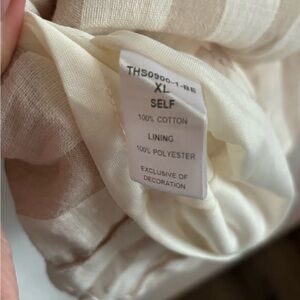 THS0900-1-BE
XL
SELF
100% COTTON
LINING
100% POLYESTER
EXCLUSIVE OF
DECORATION